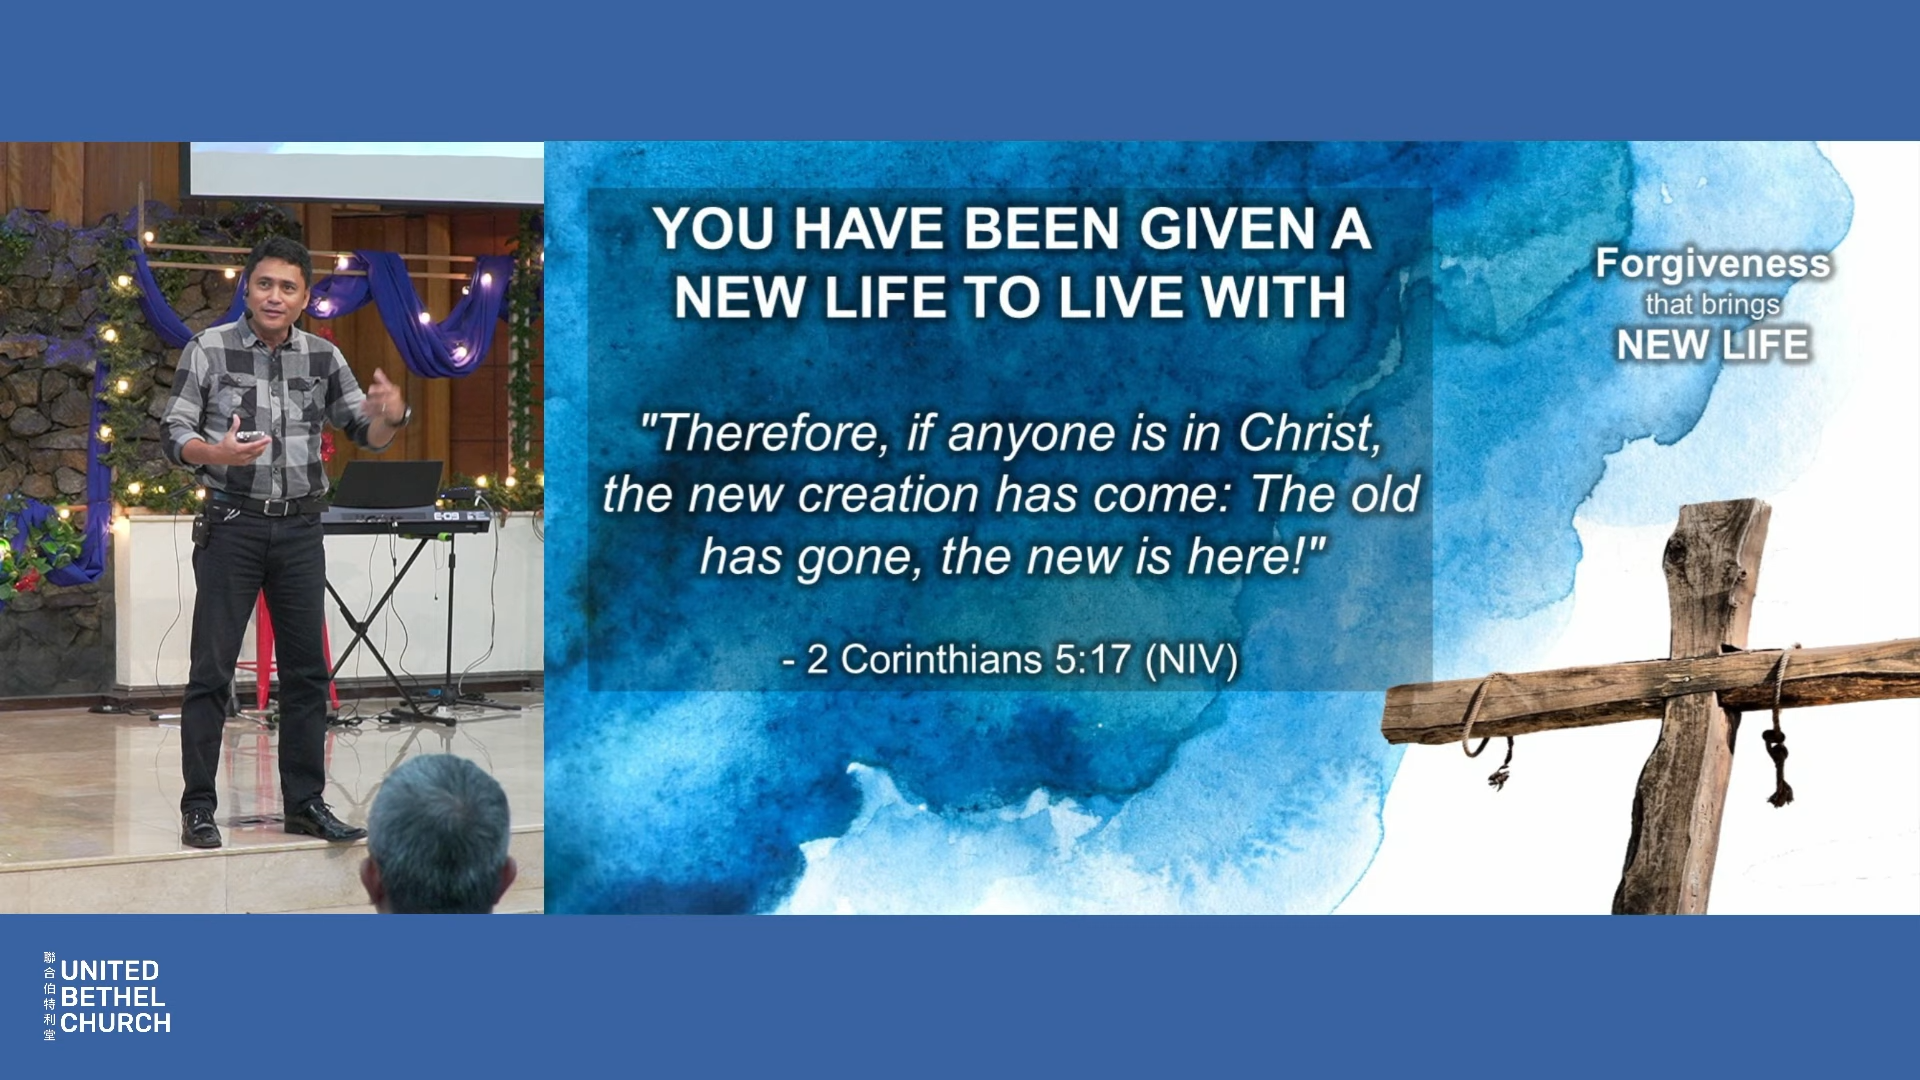 YOU HAVE BEEN GIVEN A
NEW LIFE TO LIVE WITH
"Therefore, if anyone is in Christ,
the new creation has come: The old
has gone, the new is here!"
- 2 Corinthians 5:17 (NIV)
Forgiveness
that brings
NEW LIFE
聯合伯特利堂
UNITED
BETHEL
CHURCH